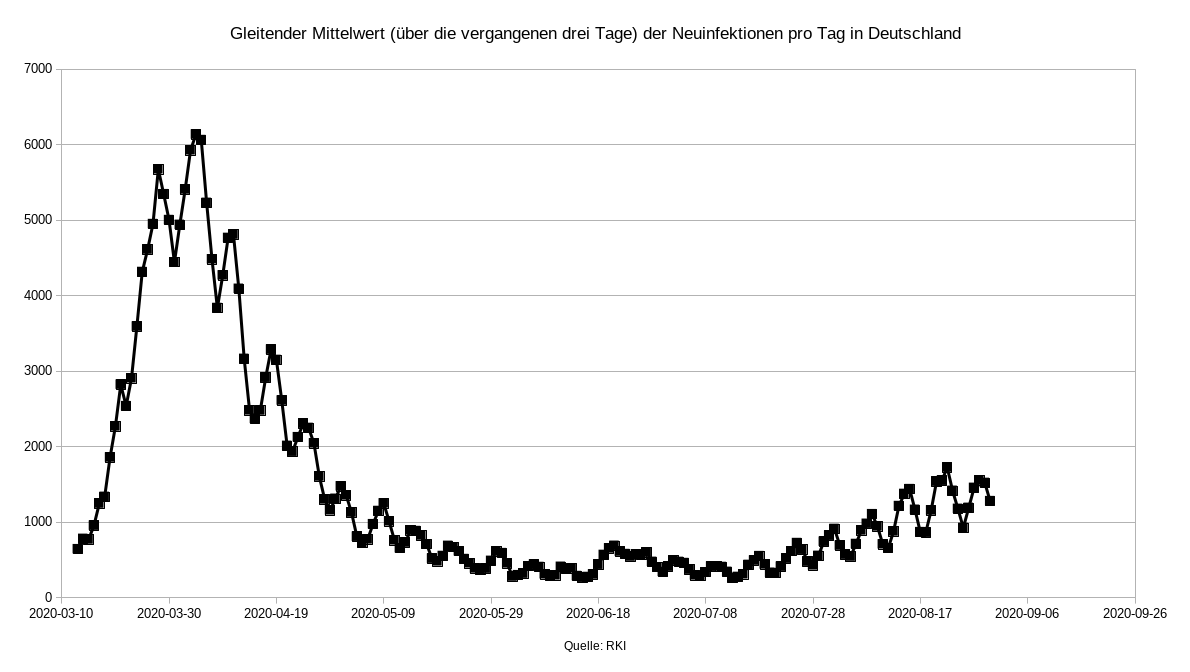 Gleitender Mittelwert (über die vergangenen drei Tage) der Neuinfektionen pro Tag in Deutschland
7000
6000
5000
4000
3000
2000
1000
0
2020-03-10 2020-03-30 2020-04-19 2020-05-09 2020-05-29 2020-06-18 2020-07-08 2020-07-28 2020-08-17 2020-09-06 2020-09-26
Quelle: RKI